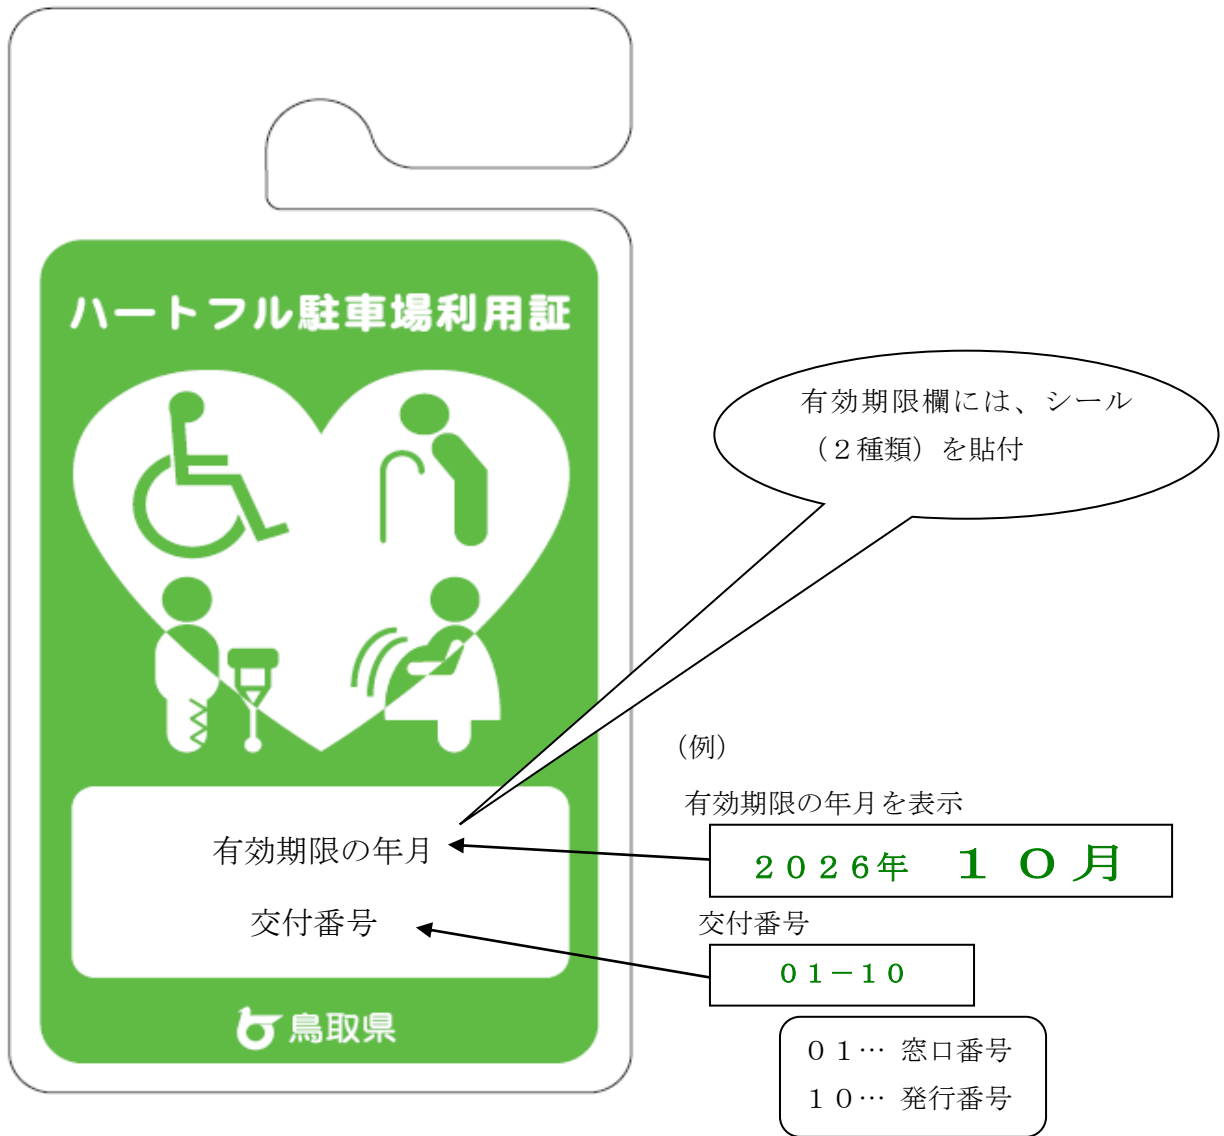 ハートフル駐車場利用証
有効期限欄には、シール
（２種類）を貼付
有効期限の年月
交付番号
鳥取県
（例）
有効期限の年月を表示
２０２６年　１０月
交付番号
０１－１０
０１… 窓口番号
１０… 発行番号